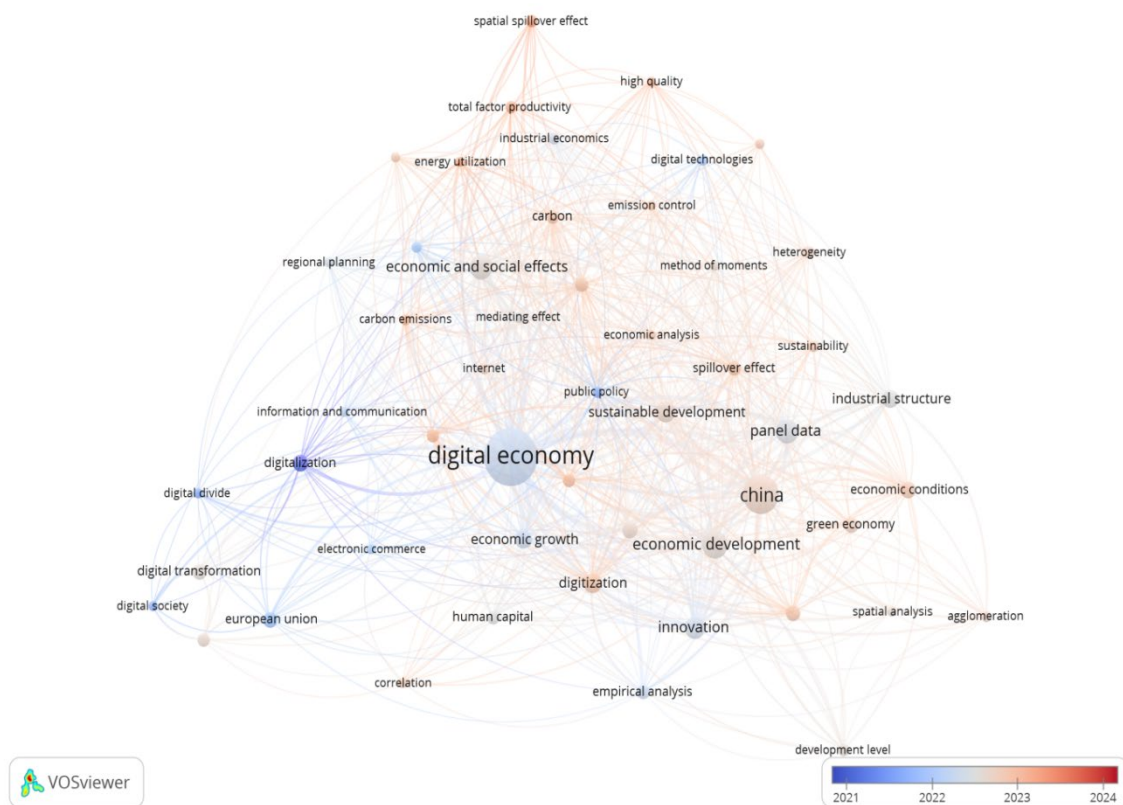 spatial spillover effect
high quality
total factor productivity
industrial economics
digital technologies
energy utilization
emission control
carbon
heterogeneity
regional planning
economic and social effects
method of moments
carbon emissions
mediating effect
economic analysis
sustainability
internet
spillover effect
public policy
industrial structure
information and communication
sustainable development
panel data
digital economy
digitalization
digital divide
china
economic conditions
green economy
economic growth
economic development
electronic commerce
digital transformation
digitization
digital society
european union
human capital
innovation
spatial analysis
agglomeration
correlation
empirical analysis
development level
VOSviewer
2021 2022 2023 2024